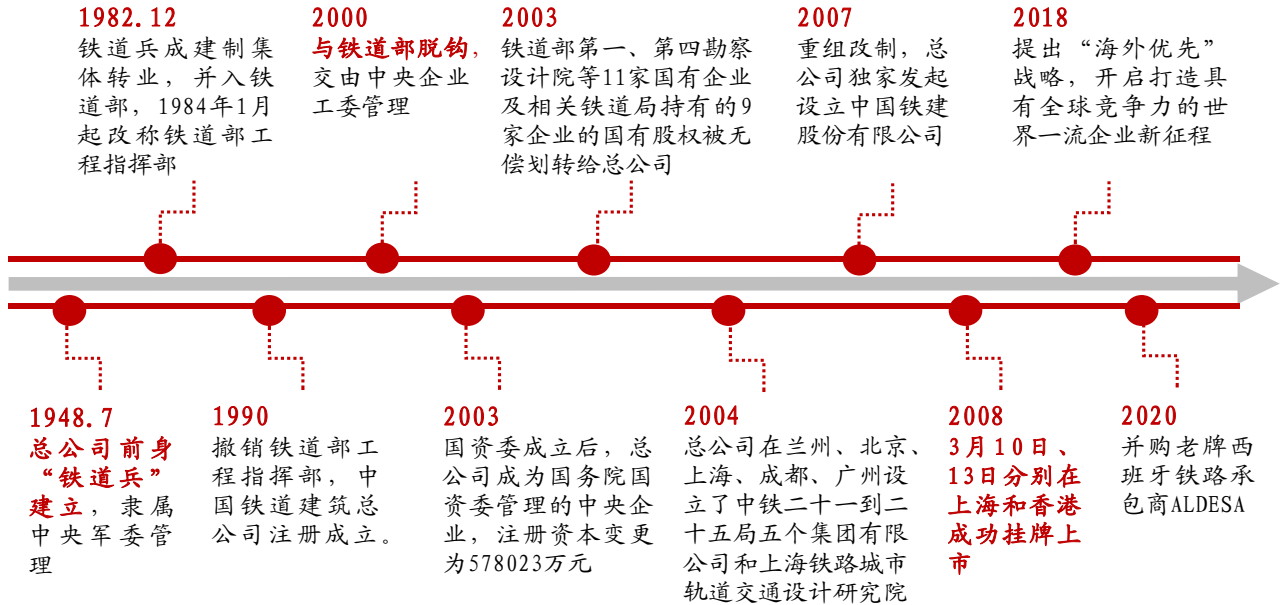 1982.12
铁道兵成建制集
体转业，并入铁
道部，1984年1月
起改称铁道部工
程指挥部
2000
与铁道部脱钩，
交由中央企业
工委管理
2003
铁道部第一、第四勘察
设计院等11家国有企业
及相关铁道局持有的9
家企业的国有股权被无
偿划转给总公司
2007
重组改制，总
公司独家发起
设立中国铁建
股份有限公司
2018
提出“海外优先”
战略，开启打造具
有全球竞争力的世
界一流企业新征程
1948.7
总公司前身
“铁道兵”
建立，隶属
中央军委管
理
1990
撤销铁道部工
程指挥部，中
国铁道建筑总
公司注册成立。
2003
国资委成立后，总
公司成为国务院国
资委管理的中央企
业，注册资本变更
为578023万元
2004
总公司在兰州、北京、
上海、成都、广州设
立了中铁二十一到二
十五局五个集团有限
公司和上海铁路城市
轨道交通设计研究院
2008
3月10日、
13日分别在
上海和香港
成功挂牌上
市
2020
并购老牌西
班牙铁路承
包商ALDESA